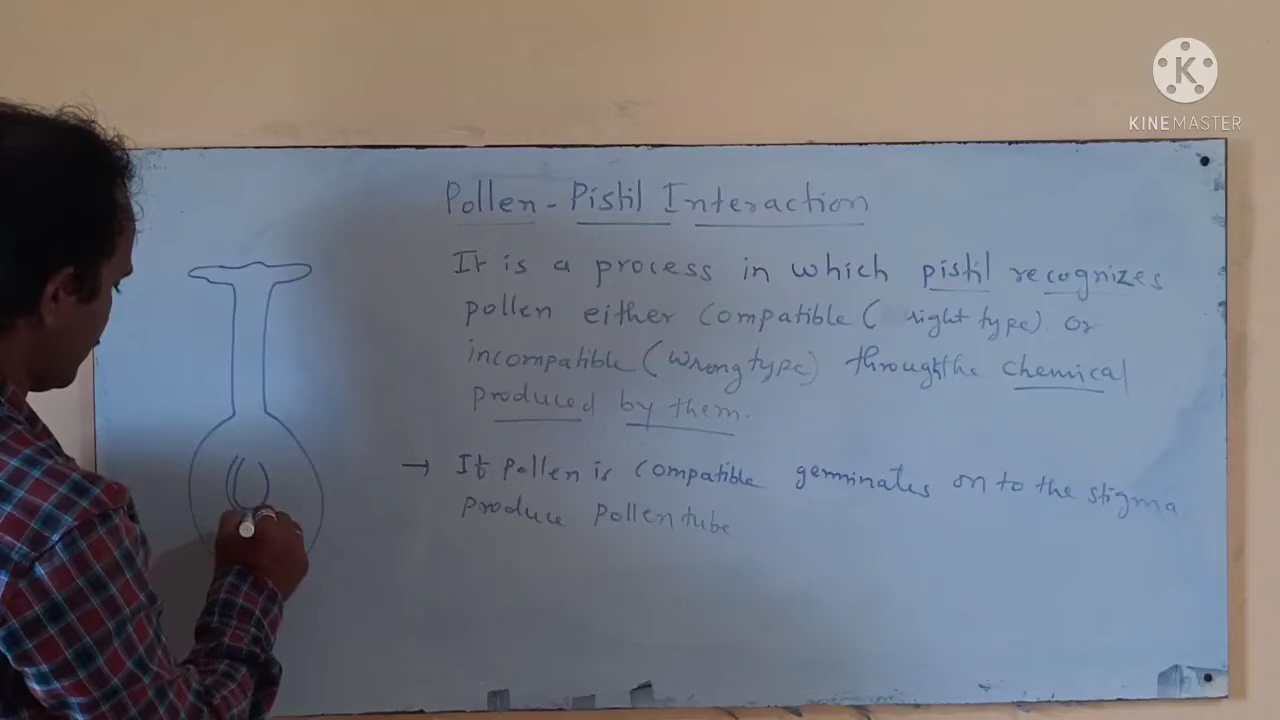 K
KINEMASTER
Pollen - Pistil Interaction
It is a process in which pistil recognizes
pollen either compatible ( right type). or
incompatible (wrong type) through the chemical
produced by them.
→ If pollen is compatible germinates on to the stigma
produce pollen tube